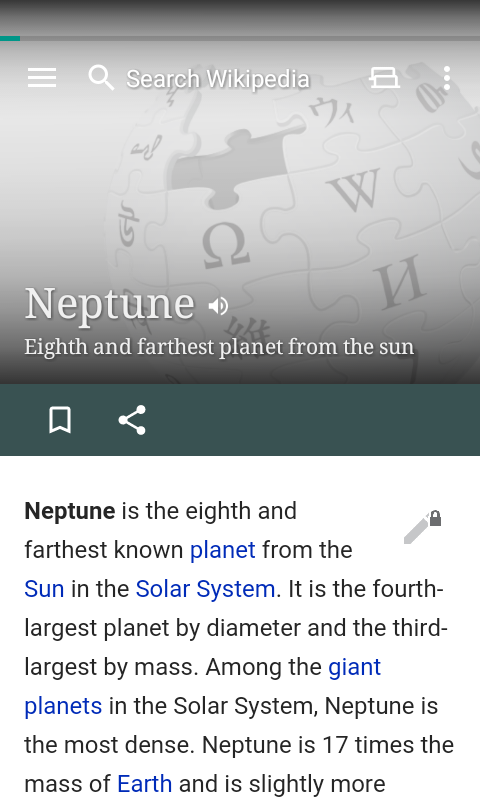 Search Wikipedia
ウィ
W
Ω
И
維
Neptune
Eighth and farthest planet from the sun
Neptune is the eighth and
farthest known planet from the
Sun in the Solar System. It is the fourth-
largest planet by diameter and the third-
largest by mass. Among the giant
planets in the Solar System, Neptune is
the most dense. Neptune is 17 times the
mass of Earth and is slightly more